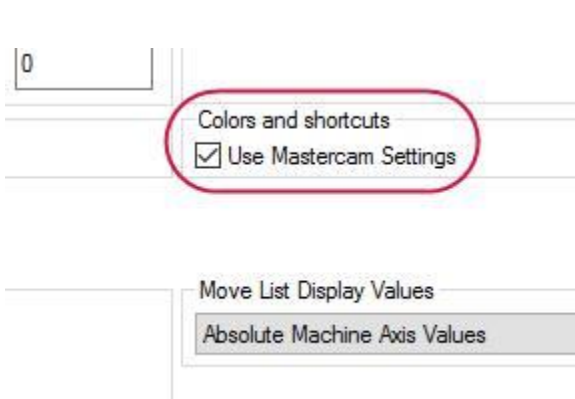 0
Colors and shortcuts
Use Mastercam Settings
Move List Display Values
Absolute Machine Axis Values